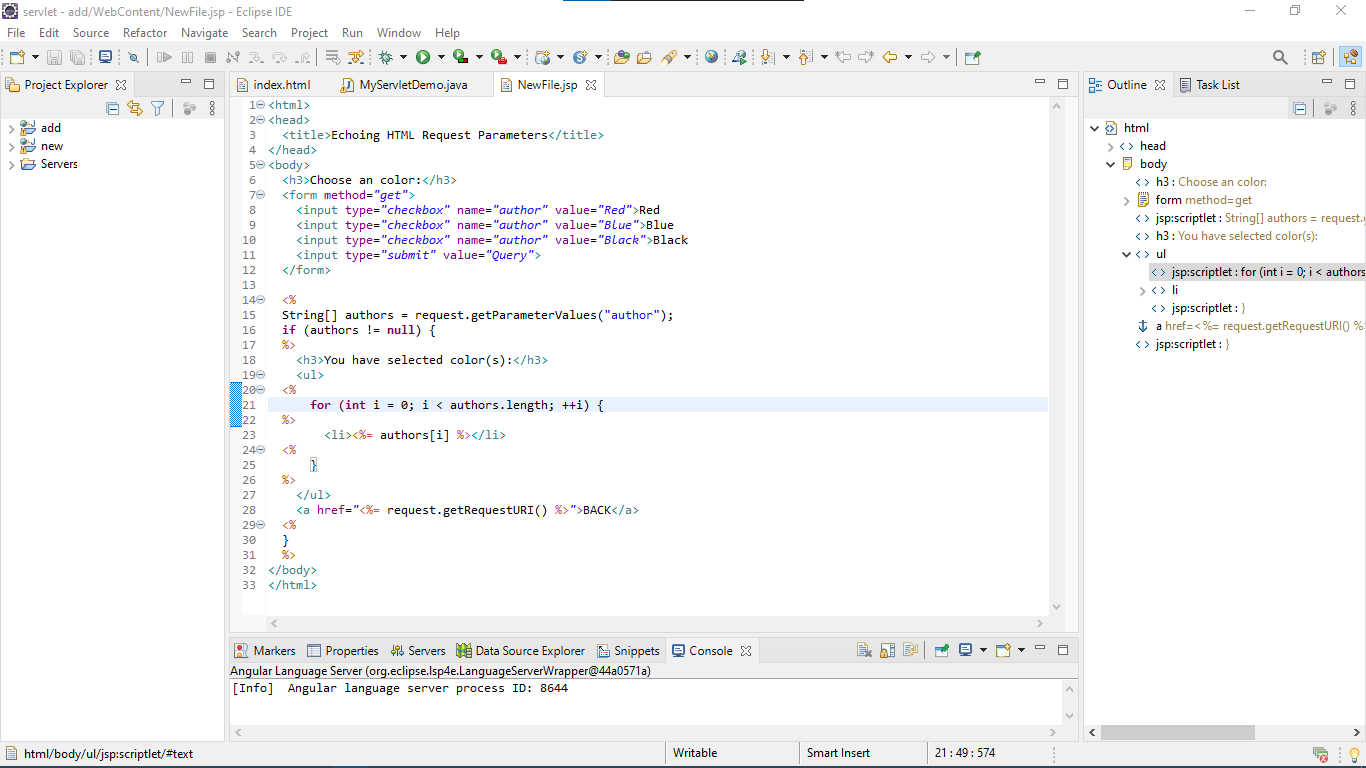 servlet - add/WebContent/NewFile.jsp - Eclipse IDE
File Edit Source Refactor Navigate Search Project Run Window Help
Project Explorer
add
new
Servers
index.html MyServletDemo.java NewFile.jsp
1 <html>
2 <head>
3 <title>Echoing HTML Request Parameters</title>
4 </head>
5 <body>
6 <h3>Choose an color:</h3>
7 <form method="get">
8 <input type="checkbox" name="author" value="Red">Red
9 <input type="checkbox" name="author" value="Blue">Blue
10 <input type="checkbox" name="author" value="Black">Black
11 <input type="submit" value="Query">
12 </form>
13
14 <%
15 String[] authors = request.getParameterValues("author");
16 if (authors != null) {
17 %>
18 <h3>You have selected color(s):</h3>
19 <ul>
20 <%
21 for (int i = 0; i < authors.length; ++i) {
22 %>
23 <li><%= authors[i] %></li>
24 <%
25 }
26 %>
27 </ul>
28 <a href="<%= request.getRequestURI() %>">BACK</a>
29 <%
30 }
31 %>
32 </body>
33 </html>
Outline Task List
html
head
body
h3 : Choose an color:
form method=get
jsp:scriptlet : String[] authors = request.g
h3 : You have selected color(s):
ul
jsp:scriptlet : for (int i = 0; i < authors
li
jsp:scriptlet : }
a href=<%= request.getRequestURI() %>
jsp:scriptlet : }
Markers Properties Servers Data Source Explorer Snippets Console
Angular Language Server (org.eclipse.lsp4e.LanguageServerWrapper@44a0571a)
[Info] Angular language server process ID: 8644
html/body/ul/jsp:scriptlet/#text Writable Smart Insert 21 : 49 : 574